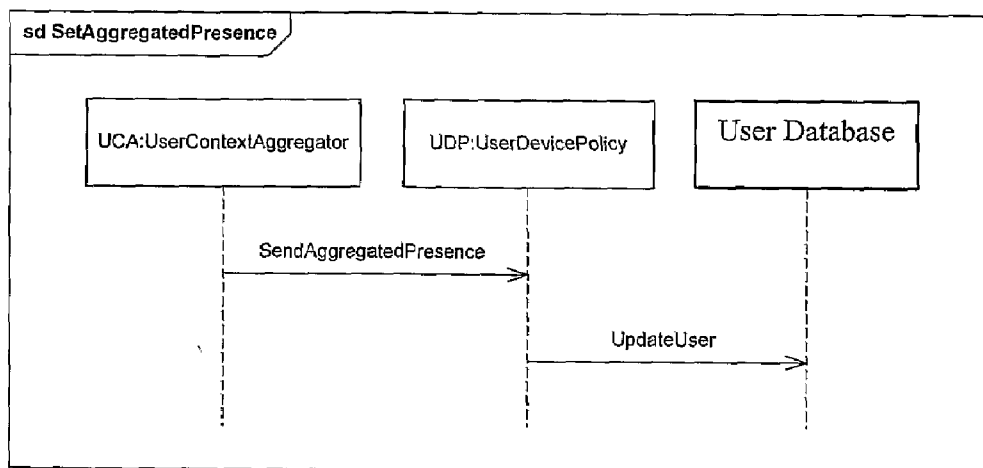 sd SetAggregatedPresence
UCA:UserContextAggregator
UDP:UserDevicePolicy
User Database
SendAggregatedPresence
UpdateUser